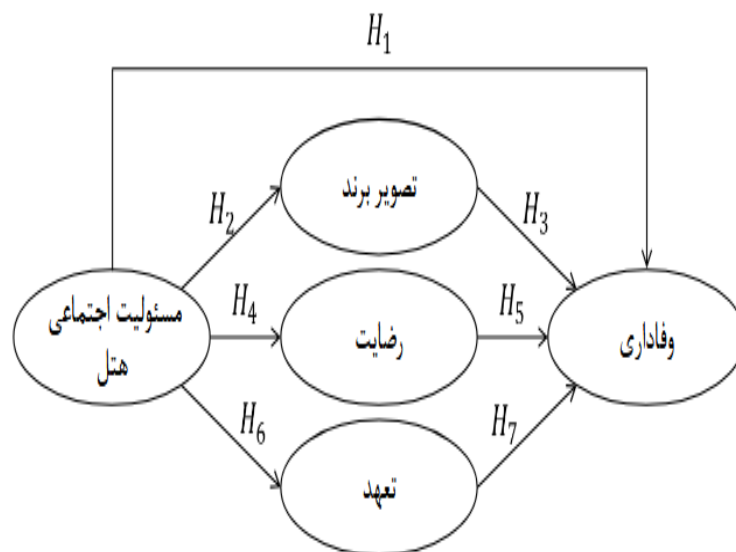 H₁
تصویر برند
H₂
H₃
مسئولیت اجتماعی
هتل
H₄
رضایت
H₅
وفاداری
H₆
تعهد
H₇